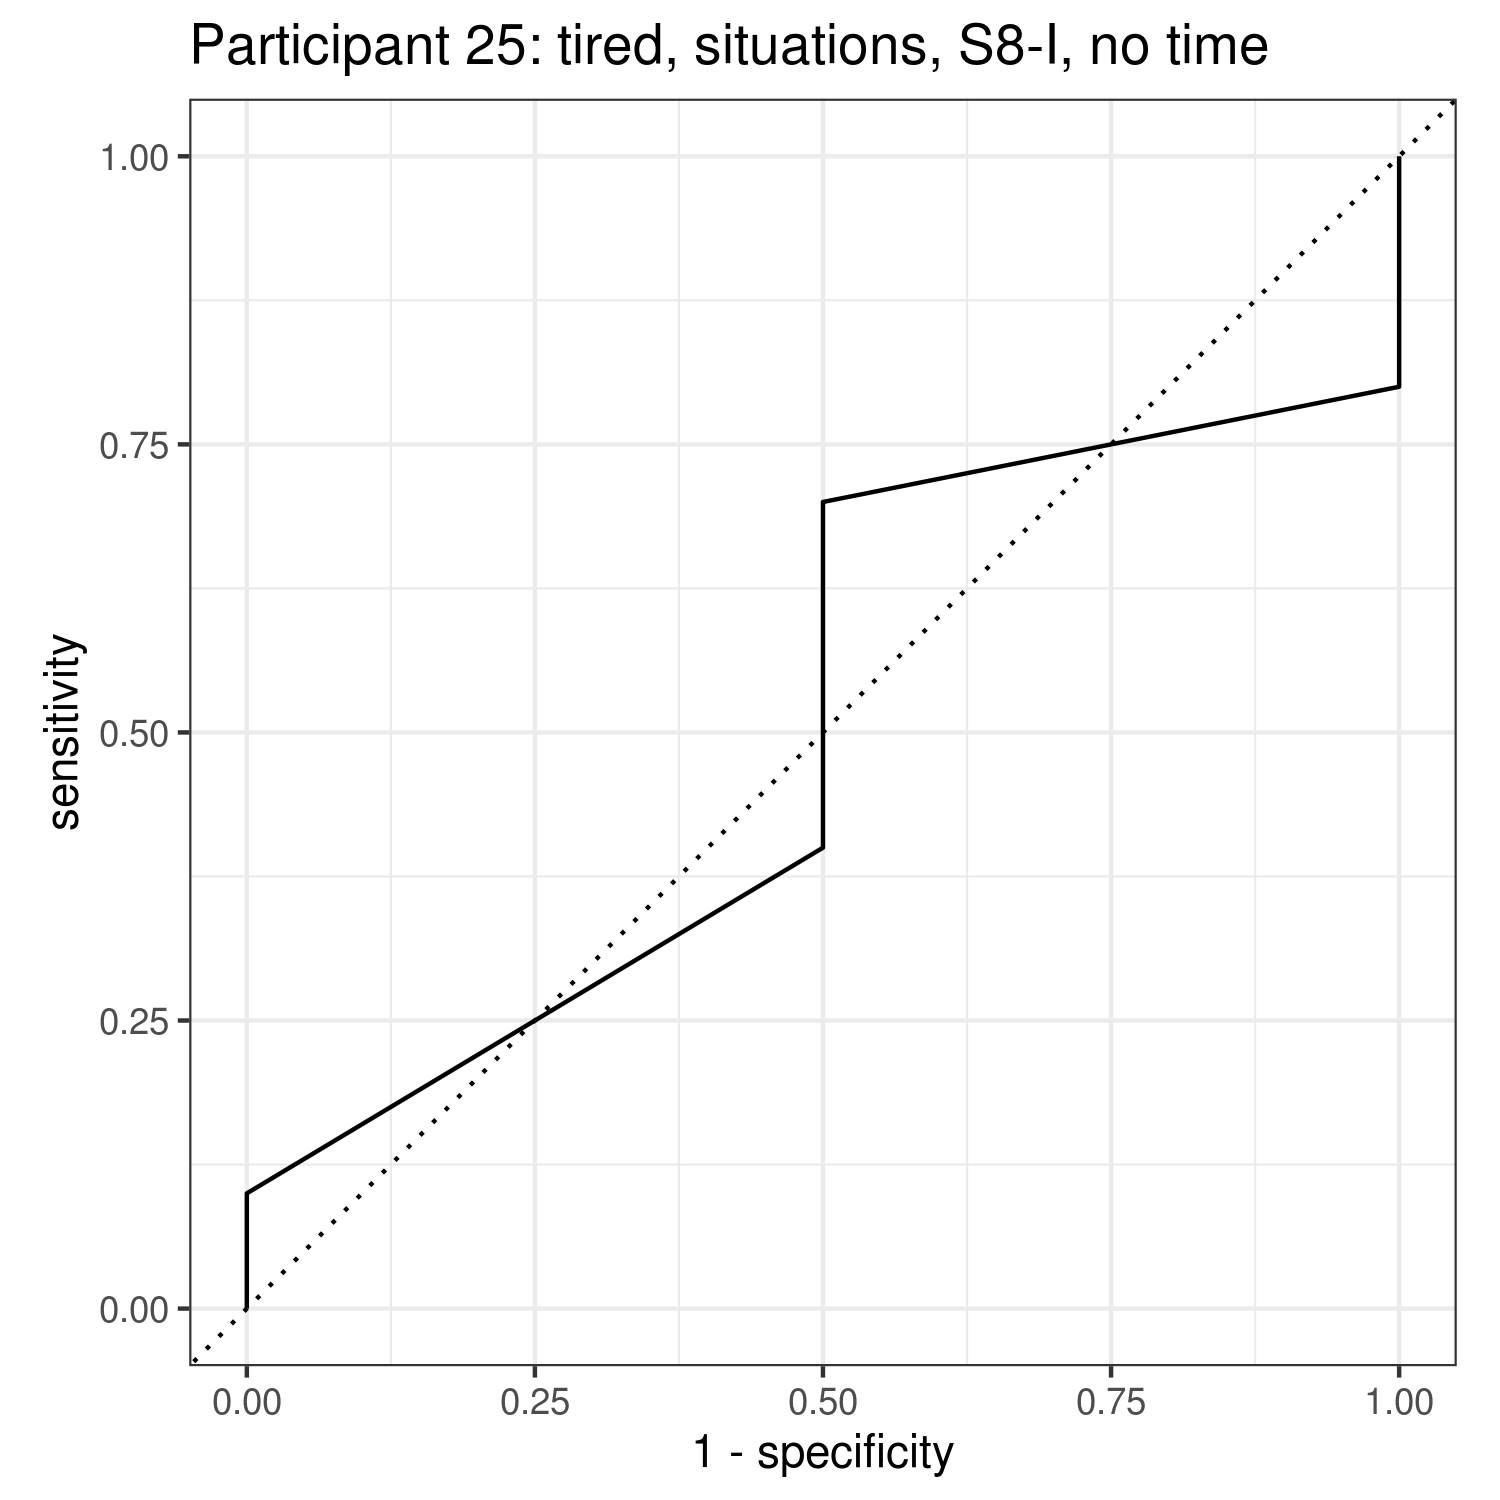 Participant 25: tired, situations, S8-I, no time
sensitivity
1.00
0.75
0.50
0.25
0.00
0.00 0.25 0.50 0.75 1.00
1 - specificity